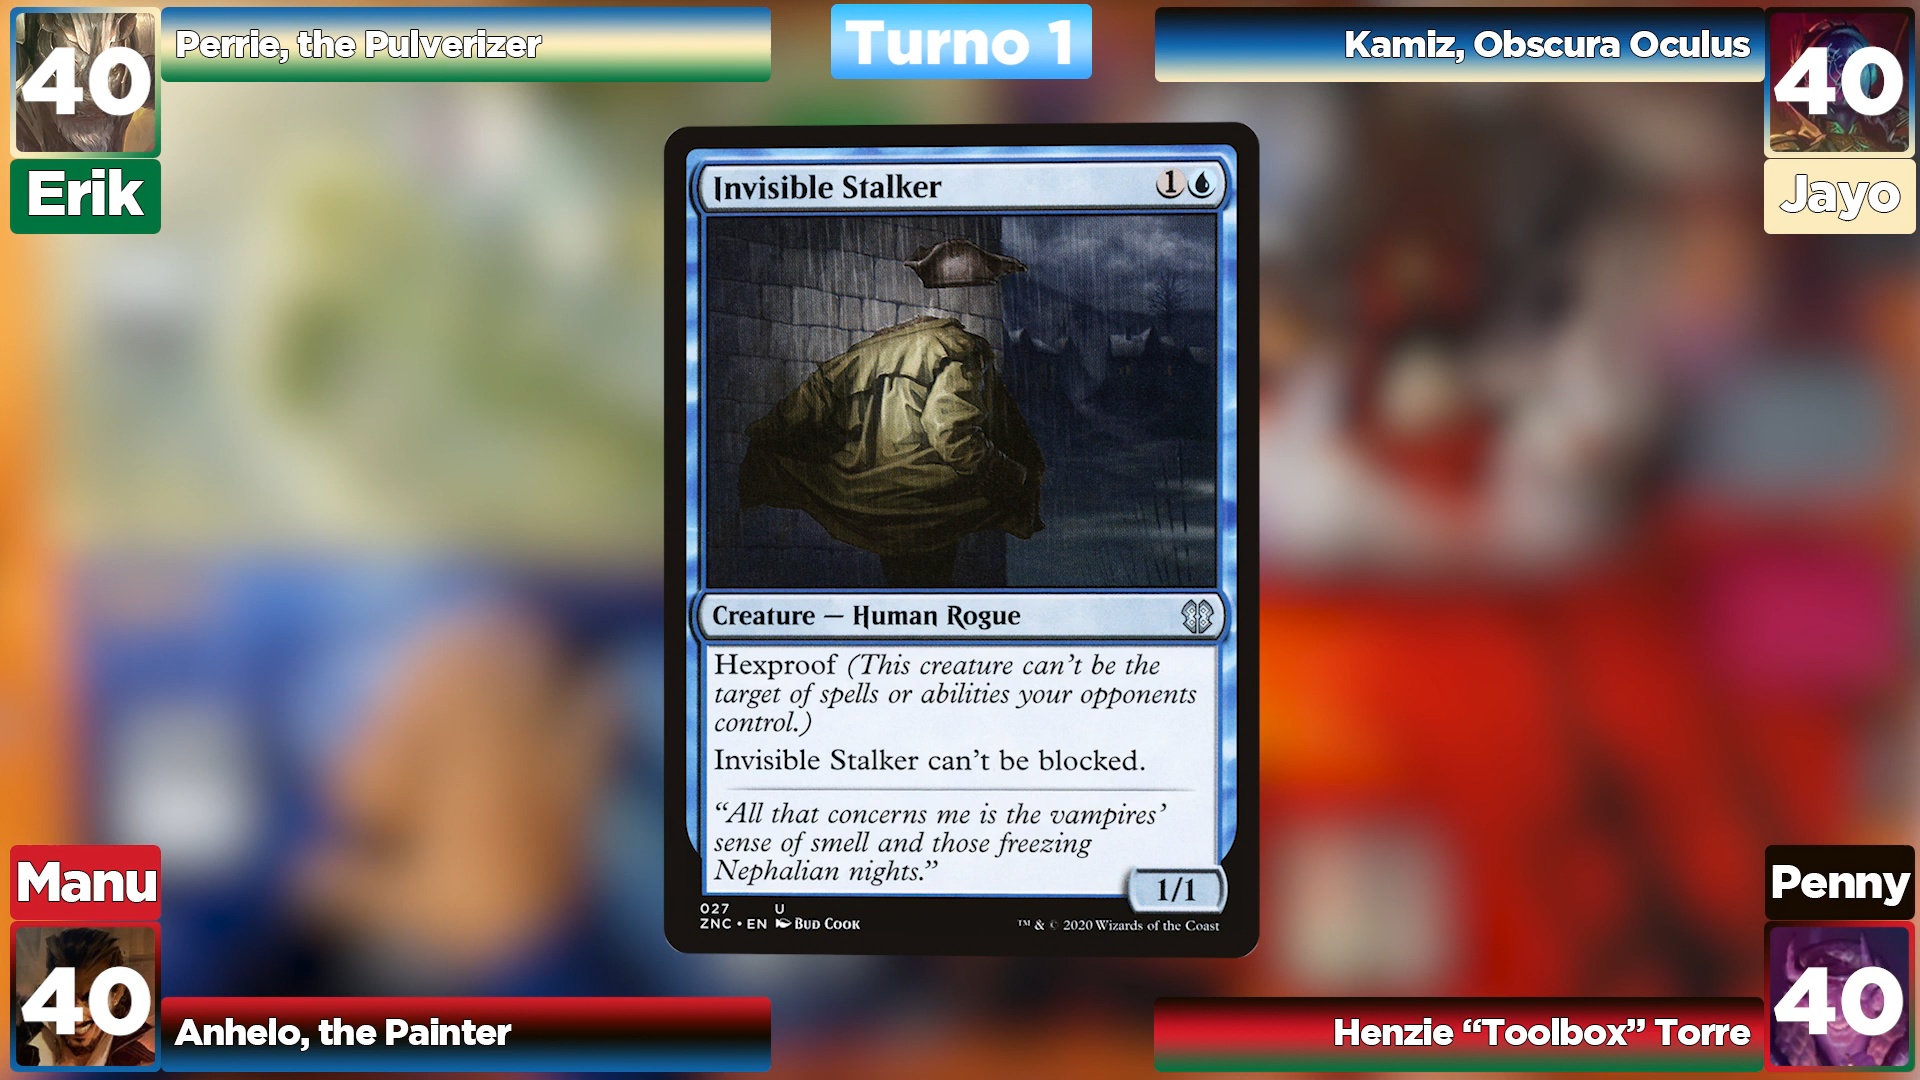 40
Perrie, the Pulverizer
Erik
Turno 1
Kamiz, Obscura Oculus
40
Jayo
Invisible Stalker
1
Creature — Human Rogue
Hexproof (This creature can't be the
target of spells or abilities your opponents
control.)
Invisible Stalker can't be blocked.
"All that concerns me is the vampires'
sense of smell and those freezing
Nephalian nights."
1/1
027 U
ZNC • EN Bud Cook
™ & © 2020 Wizards of the Coast
Manu
40
Anhelo, the Painter
Penny
40
Henzie "Toolbox" Torre